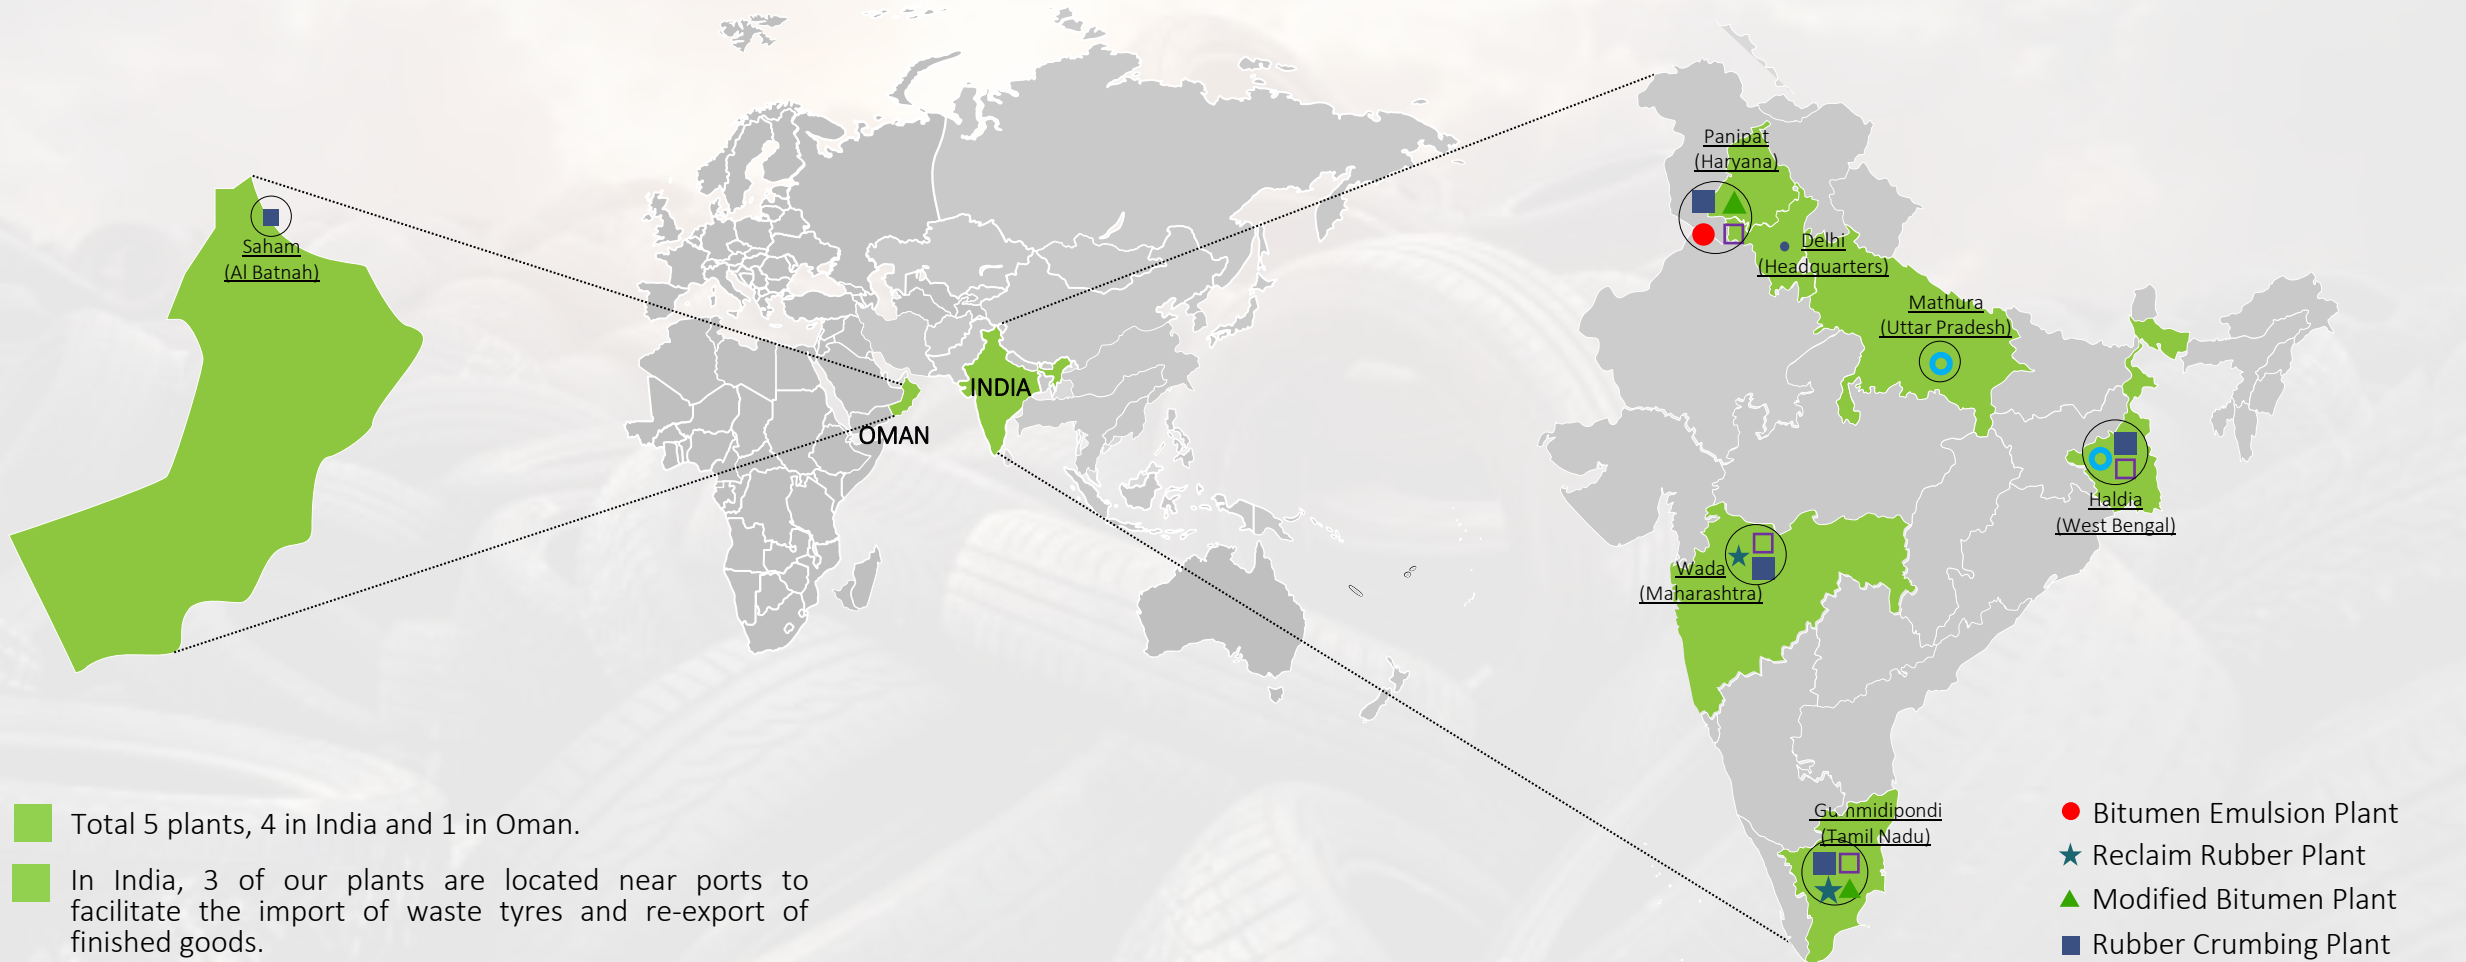 Panipat
(Haryana)
Delhi
(Headquarters)
Saham
(Al Batnah)
Mathura
(Uttar Pradesh)
INDIA
OMAN
Haldia
(West Bengal)
Wada
(Maharashtra)
(Tamil Nadu)
Total 5 plants, 4 in India and 1 in Oman.
In India, 3 of our plants are located near ports to
facilitate the import of waste tyres and re-export of
finished goods.
Bitumen Emulsion Plant
Reclaim Rubber Plant
Modified Bitumen Plant
Rubber Crumbing Plant